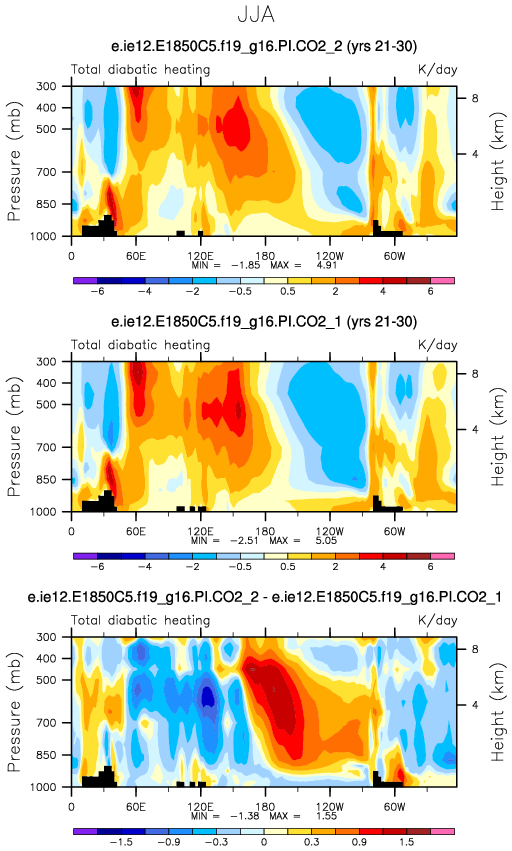 JJA
e.ie12.E1850C5.f19_g16.PI.CO2_2 (yrs 21-30)
Total diabatic heating K/day
300
500
700
850
1000
Pressure (mb)
8
4
Height (km)
0 60E 120E 180 120W 60W
MIN = -1.85 MAX = 4.91
-6 -4 -2 -0.5 0.5 2 4 6
e.ie12.E1850C5.f19_g16.PI.CO2_1 (yrs 21-30)
Total diabatic heating K/day
300
500
700
850
1000
Pressure (mb)
8
4
Height (km)
0 60E 120E 180 120W 60W
MIN = -2.51 MAX = 5.05
-6 -4 -2 -0.5 0.5 2 4 6
e.ie12.E1850C5.f19_g16.PI.CO2_2 - e.ie12.E1850C5.f19_g16.PI.CO2_1
Total diabatic heating K/day
300
400
500
700
850
1000
Pressure (mb)
8
4
Height (km)
0 60E 120E 180 120W 60W
MIN = -1.38 MAX = 1.55
-1.5 -0.9 -0.3 0 0.3 0.9 1.5